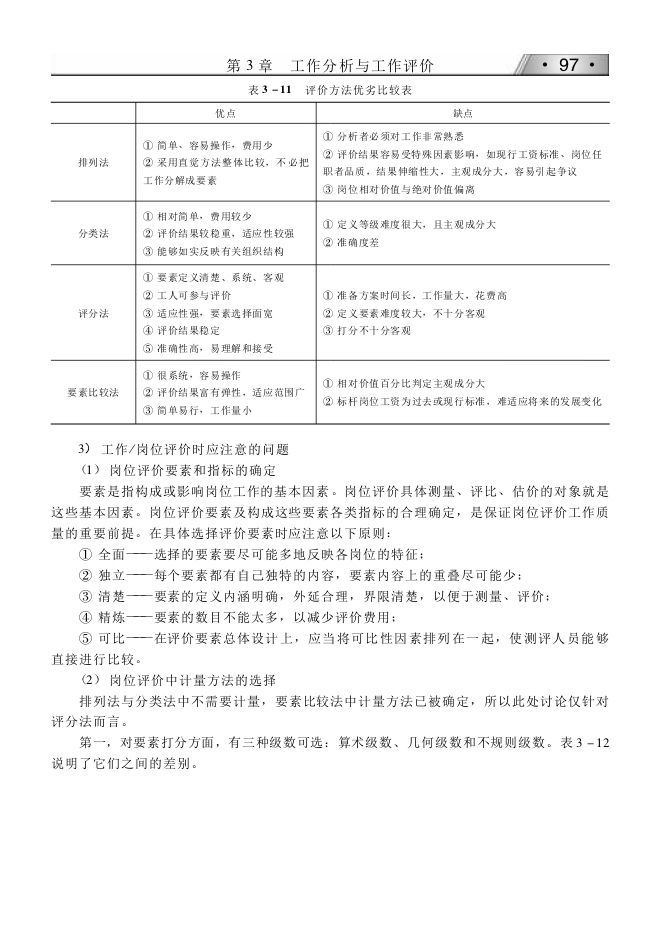 第 3 章　工作分析与工作评价
· 97 ·
表 3 －11　评价方法优劣比较表
优点
缺点
排列法
① 简单、容易操作，费用少
② 采用直觉方法整体比较，不必把
工作分解成要素
① 分析者必须对工作非常熟悉
② 评价结果容易受特殊因素影响，如现行工资标准、岗位任
职者品质，结果伸缩性大，主观成分大，容易引起争议
③ 岗位相对价值与绝对价值偏离
分类法
① 相对简单，费用较少
② 评价结果较稳重，适应性较强
③ 能够如实反映有关组织结构
① 定义等级难度很大，且主观成分大
② 准确度差
评分法
① 要素定义清楚、系统、客观
② 工人可参与评价
③ 适应性强，要素选择面宽
④ 评价结果稳定
⑤ 准确性高，易理解和接受
① 准备方案时间长，工作量大，花费高
② 定义要素难度较大，不十分客观
③ 打分不十分客观
要素比较法
① 很系统，容易操作
② 评价结果富有弹性，适应范围广
③ 简单易行，工作量小
① 相对价值百分比判定主观成分大
② 标杆岗位工资为过去或现行标准，难适应将来的发展变化
3） 工作/岗位评价时应注意的问题
（1） 岗位评价要素和指标的确定
要素是指构成或影响岗位工作的基本因素。岗位评价具体测量、评比、估价的对象就是
这些基本因素。岗位评价要素及构成这些要素各类指标的合理确定，是保证岗位评价工作质
量的重要前提。在具体选择评价要素时应注意以下原则：
① 全面——选择的要素要尽可能多地反映各岗位的特征；
② 独立——每个要素都有自己独特的内容，要素内容上的重叠尽可能少；
③ 清楚——要素的定义内涵明确，外延合理，界限清楚，以便于测量、评价；
④ 精炼——要素的数目不能太多，以减少评价费用；
⑤ 可比——在评价要素总体设计上，应当将可比性因素排列在一起，使测评人员能够
直接进行比较。
（2） 岗位评价中计量方法的选择
排列法与分类法中不需要计量，要素比较法中计量方法已被确定，所以此处讨论仅针对
评分法而言。
第一，对要素打分方面，有三种级数可选：算术级数、几何级数和不规则级数。表 3 －12
说明了它们之间的差别。